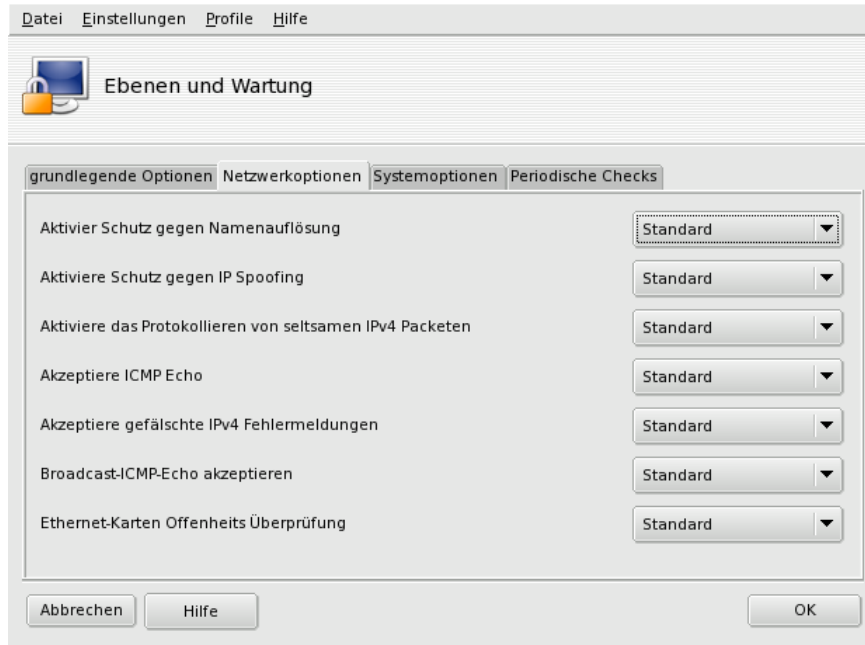 Datei Einstellungen Profile Hilfe
Ebenen und Wartung
grundlegende Optionen Netzwerkoptionen Systemoptionen Periodische Checks
Aktivier Schutz gegen Namenauflösung Standard
Aktiviere Schutz gegen IP Spoofing Standard
Aktiviere das Protokollieren von seltsamen IPv4 Packeten Standard
Akzeptiere ICMP Echo Standard
Akzeptiere gefälschte IPv4 Fehlermeldungen Standard
Broadcast-ICMP-Echo akzeptieren Standard
Ethernet-Karten Offenheits Überprüfung Standard
Abbrechen Hilfe OK